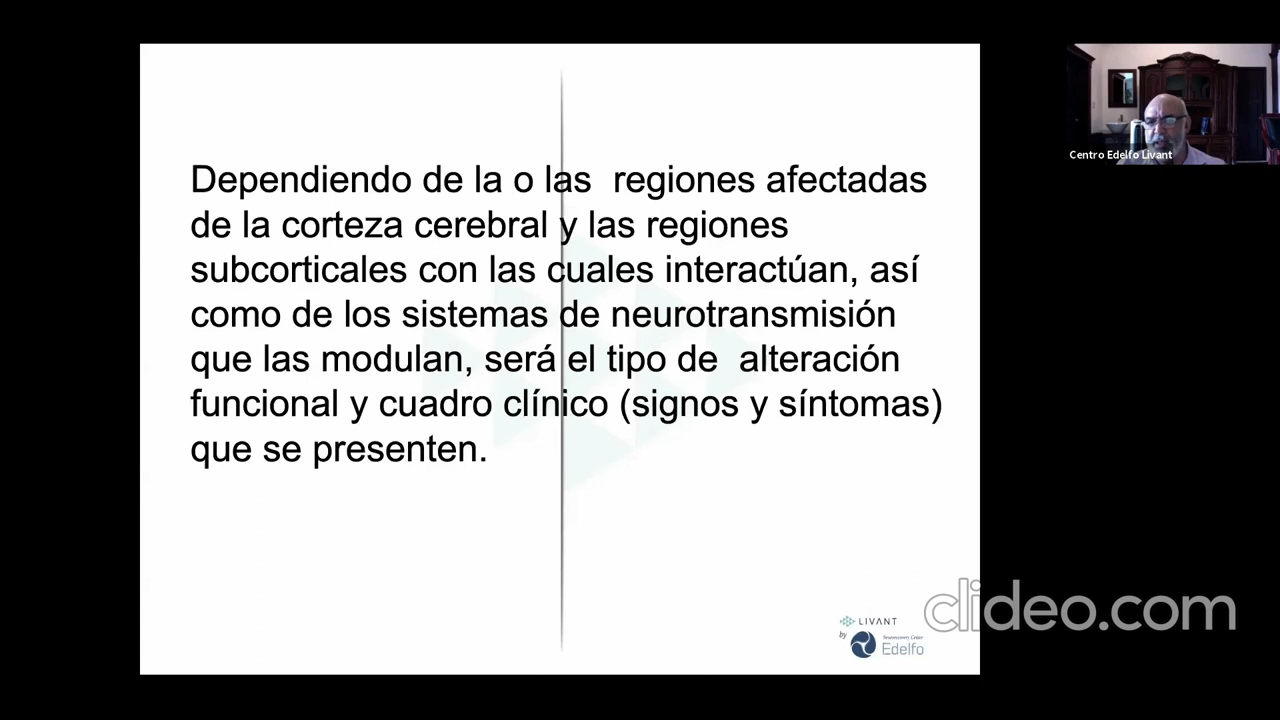 Dependiendo de la o las  regiones afectadas
de la corteza cerebral y las regiones
subcorticales con las cuales interactúan, así
como de los sistemas de neurotransmisión
que las modulan, será el tipo de  alteración
funcional y cuadro clínico (signos y síntomas)
que se presenten.
Centro Edelfo Livant
LIVANT
by
Edelfo
clideo.com